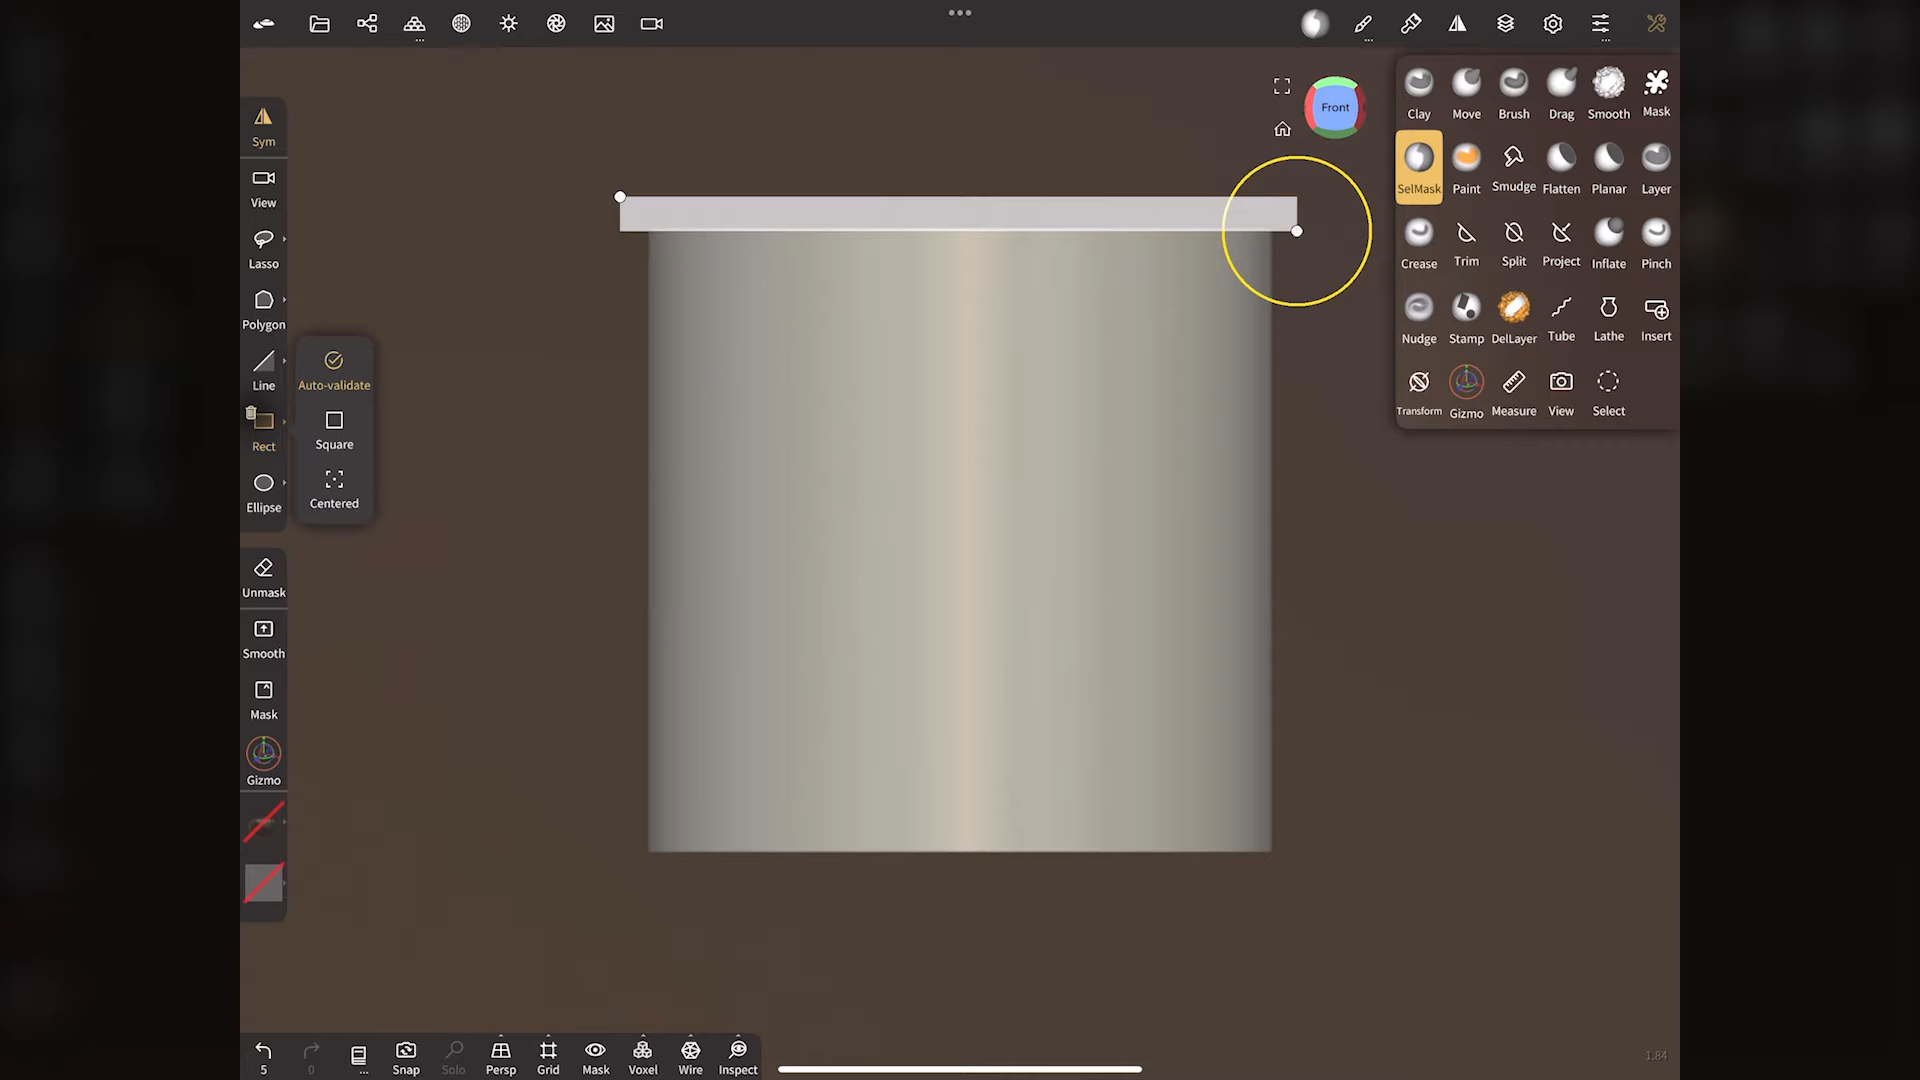 Front
Clay Move Brush Drag Smooth Mask
SelMask Paint Smudge Flatten Planar Layer
Crease Trim Split Project Inflate Pinch
Nudge Stamp DelLayer Tube Lathe Insert
Transform Gizmo Measure View Select
Sym
View
Lasso
Polygon
Line
Rect
Ellipse
Auto-validate
Square
Centered
Unmask
Smooth
Mask
Gizmo
5 0 ... Snap Solo Persp Grid Mask Voxel Wire Inspect
1.84